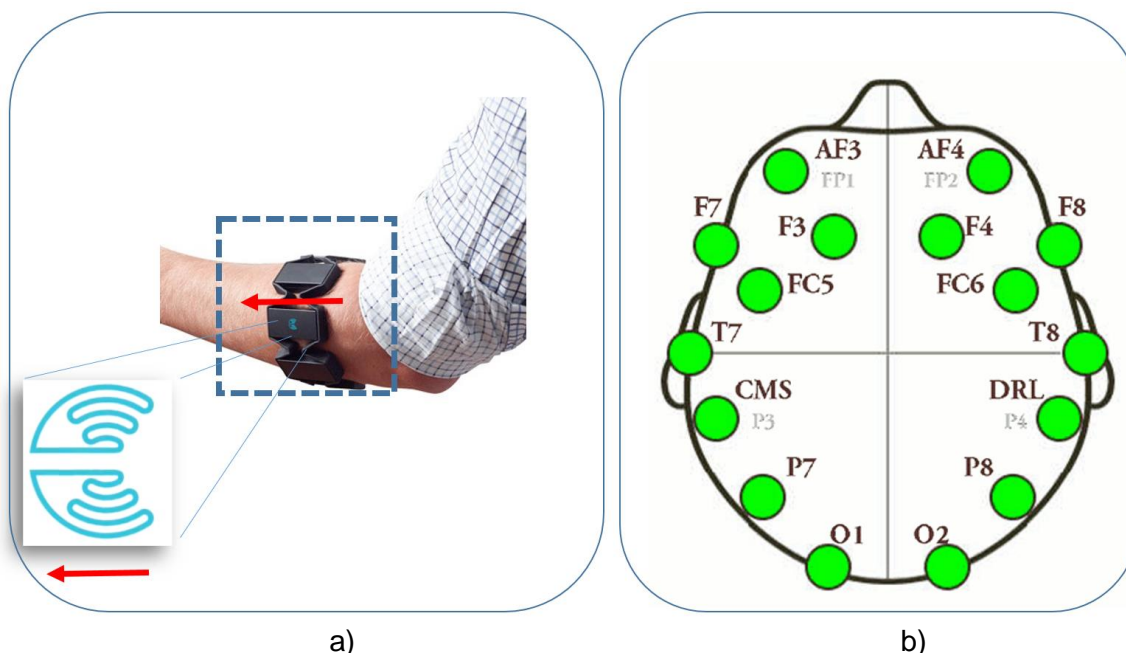 AF3 AF4
FP1 FP2
F7 F8
F3 F4
FC5 FC6
T7 T8
CMS DRL
P3 P4
P7 P8
O1 O2
a) b)